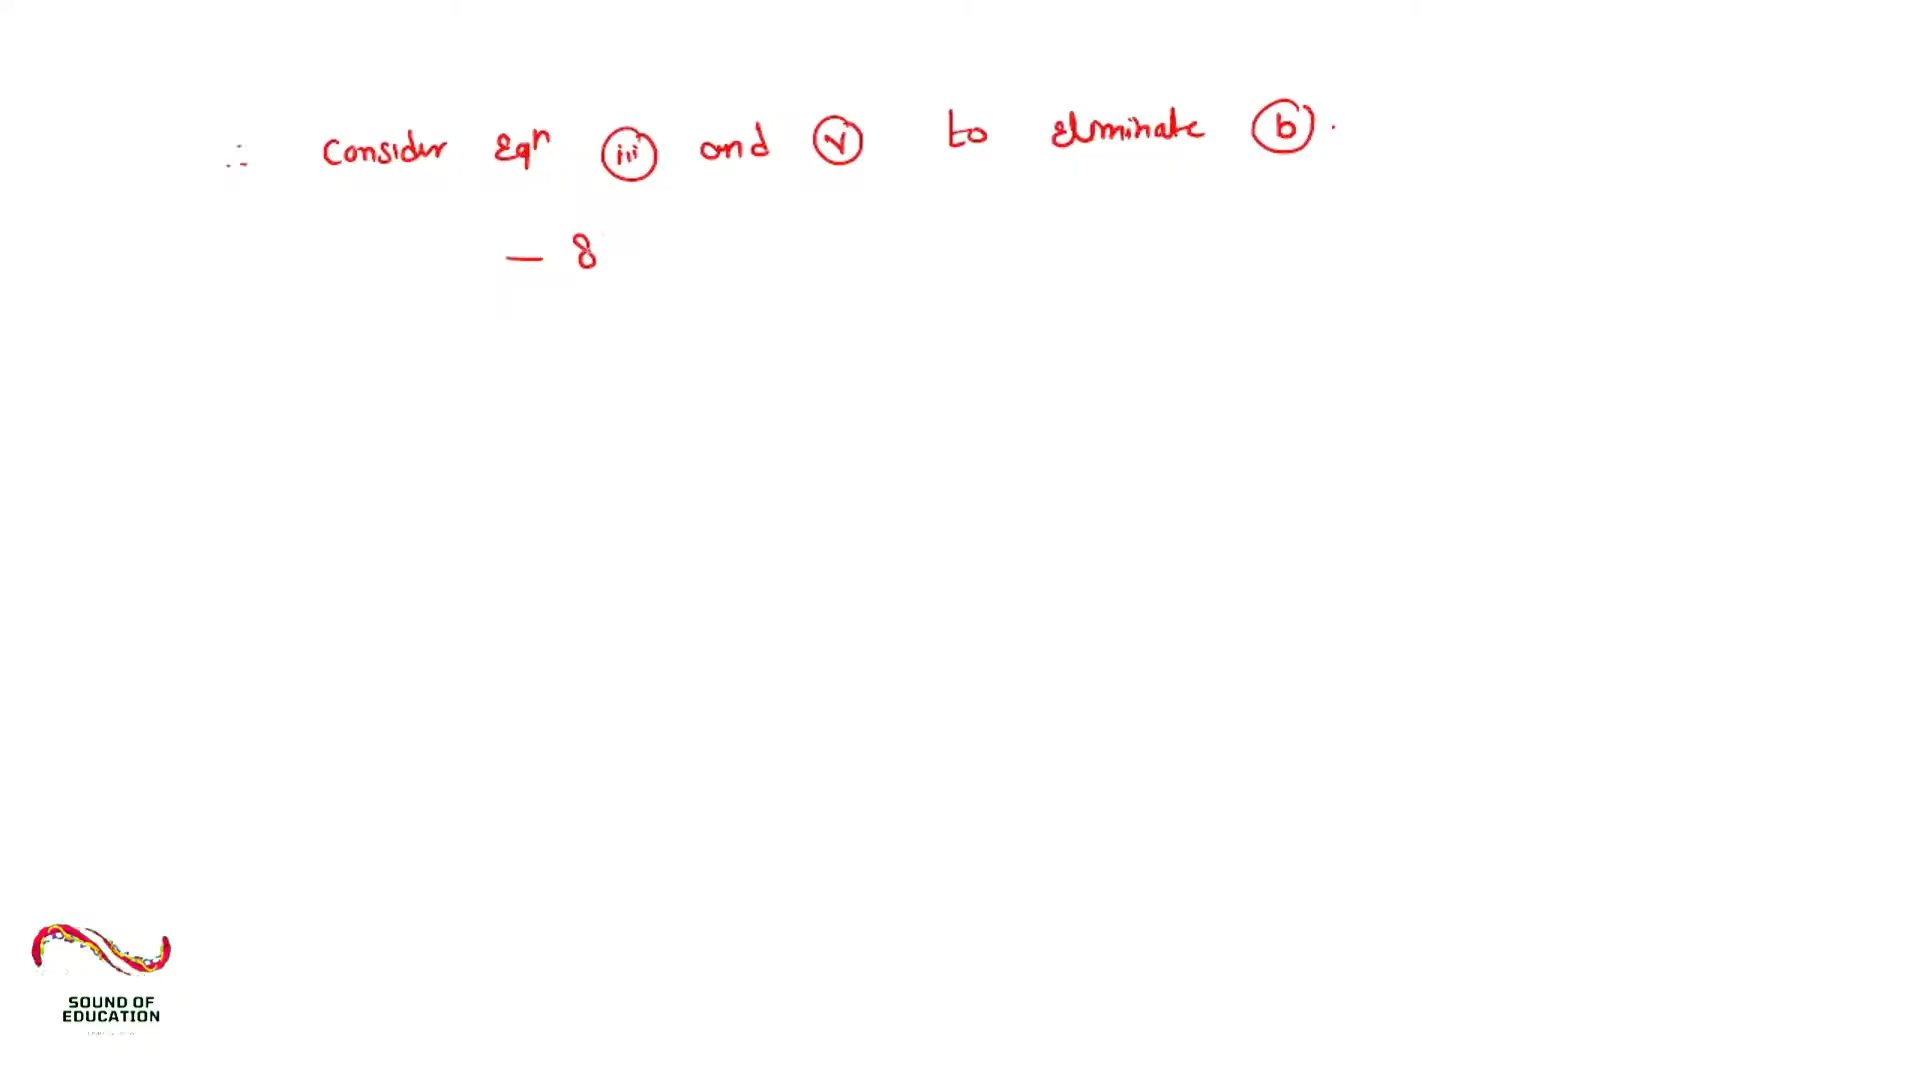 ∴ Consider Eqn (iii) and (v) to eliminate (b).
— 8
SOUND OF
EDUCATION